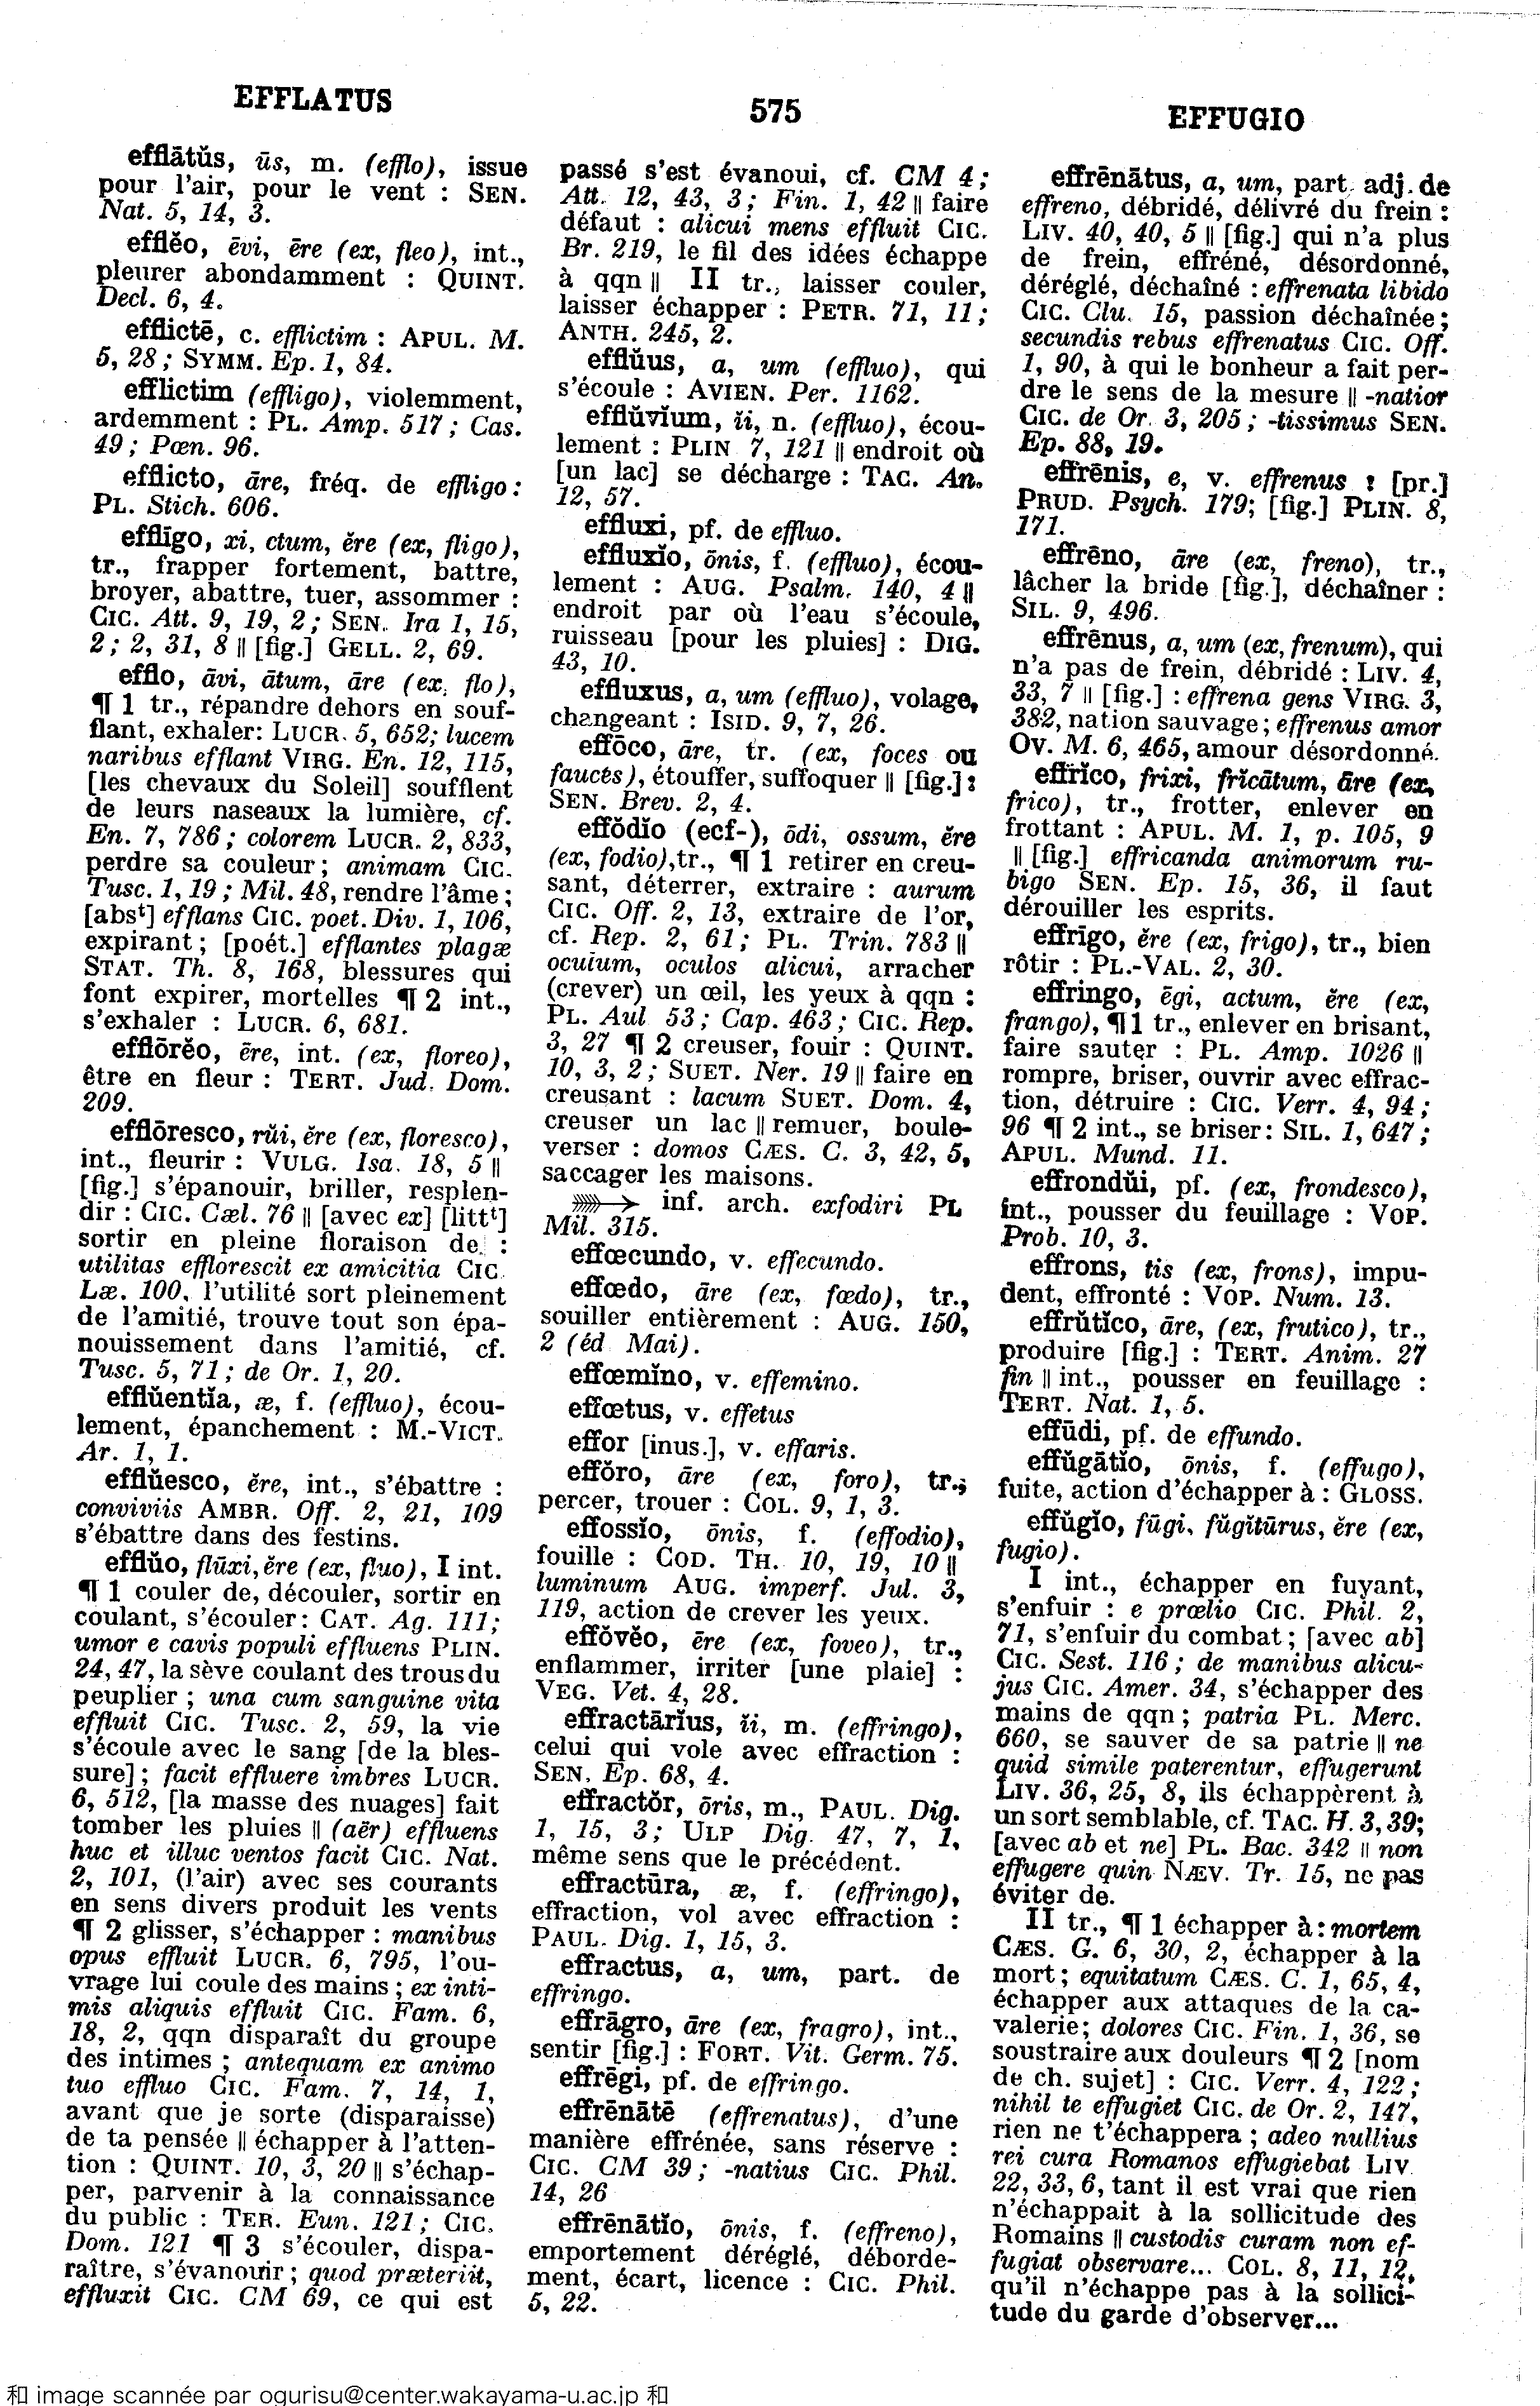 EFFLATUS
575
EFFUGIO
efflātŭs, ūs, m. (efflo), issue
pour l'air, pour le vent : SEN.
Nat. 5, 14, 3.
efflĕo, ēvi, ēre (ex, fleo), int.,
pleurer abondamment : QUINT.
Decl. 6, 4.
efflictē, c. efflictim : APUL. M.
5, 28 ; SYMM. Ep. 1, 84.
efflictim (effligo), violemment,
ardemment : PL. Amp. 517 ; Cas.
49 ; Pœn. 96.
efflicto, āre, fréq. de effligo :
PL. Stich. 606.
efflīgo, xi, ctum, ĕre (ex, fligo),
tr., frapper fortement, battre,
broyer, abattre, tuer, assommer :
CIC. Att. 9, 19, 2 ; SEN. Ira 1, 15,
2 ; 2, 31, 8 || [fig.] GELL. 2, 69.
efflo, āvi, ātum, āre (ex, flo),
¶ 1 tr., répandre dehors en souf-
flant, exhaler: LUCR. 5, 652; lucem
naribus efflant VIRG. En. 12, 115,
[les chevaux du Soleil] soufflent
de leurs naseaux la lumière, cf.
En. 7, 786 ; colorem LUCR. 2, 833,
perdre sa couleur ; animam CIC.
Tusc. 1, 19 ; Mil. 48, rendre l'âme ;
[absᵗ] efflans CIC. poet. Div. 1, 106,
expirant ; [poét.] efflantes plagæ
STAT. Th. 8, 168, blessures qui
font expirer, mortelles ¶ 2 int.,
s'exhaler : LUCR. 6, 681.
efflōrĕo, ēre, int. (ex, floreo),
être en fleur : TERT. Jud. Dom.
209.
efflōresco, rŭi, ĕre (ex, floresco),
int., fleurir : VULG. Isa. 18, 5 ||
[fig.] s'épanouir, briller, resplen-
dir : CIC. Cæl. 76 || [avec ex] [littᵗ]
sortir en pleine floraison de :
utilitas efflorescit ex amicitia CIC.
Læ. 100, l'utilité sort pleinement
de l'amitié, trouve tout son épa-
nouissement dans l'amitié, cf.
Tusc. 5, 71 ; de Or. 1, 20.
efflŭentĭa, æ, f. (effluo), écou-
lement, épanchement : M.-VICT.
Ar. 1, 1.
efflŭesco, ĕre, int., s'ébattre :
conviviis AMBR. Off. 2, 21, 109
s'ébattre dans des festins.
efflŭo, flūxi, ĕre (ex, fluo), I int.
¶ 1 couler de, découler, sortir en
coulant, s'écouler: CAT. Ag. 111;
umor e cavis populi effluens PLIN.
24, 47, la sève coulant des trous du
peuplier ; una cum sanguine vita
effluit CIC. Tusc. 2, 59, la vie
s'écoule avec le sang [de la bles-
sure] ; facit effluere imbres LUCR.
6, 512, [la masse des nuages] fait
tomber les pluies || (aër) effluens
huc et illuc ventos facit CIC. Nat.
2, 101, (l'air) avec ses courants
en sens divers produit les vents
¶ 2 glisser, s'échapper : manibus
opus effluit LUCR. 6, 795, l'ou-
vrage lui coule des mains ; ex inti-
mis aliquis effluit CIC. Fam. 6,
18, 2, qqn disparaît du groupe
des intimes ; antequam ex animo
tuo effluo CIC. Fam. 7, 14, 1,
avant que je sorte (disparaisse)
de ta pensée || échapper à l'atten-
tion : QUINT. 10, 3, 20 || s'échap-
per, parvenir à la connaissance
du public : TER. Eun. 121 ; CIC.
Dom. 121 ¶ 3 s'écouler, dispa-
raître, s'évanouir ; quod præteriit,
effluxit CIC. CM 69, ce qui est
passé s'est évanoui, cf. CM 4 ;
Att. 12, 43, 3 ; Fin. 1, 42 || faire
défaut : alicui mens effluit CIC.
Br. 219, le fil des idées échappe
à qqn || II tr., laisser couler,
laisser échapper : PETR. 71, 11 ;
ANTH. 245, 2.
efflŭus, a, um (effluo), qui
s'écoule : AVIEN. Per. 1162.
efflŭvĭum, ĭi, n. (effluo), écou-
lement : PLIN 7, 121 || endroit où
[un lac] se décharge : TAC. An.
12, 57.
effluxi, pf. de effluo.
effluxĭo, ōnis, f. (effluo), écou-
lement : AUG. Psalm. 140, 4 ||
endroit par où l'eau s'écoule,
ruisseau [pour les pluies] : DIG.
43, 10.
effluxus, a, um (effluo), volage,
changeant : ISID. 9, 7, 26.
effōco, āre, tr. (ex, foces ou
fauces), étouffer, suffoquer || [fig.] :
SEN. Brev. 2, 4.
effŏdĭo (ecf-), ōdi, ossum, ĕre
(ex, fodio), tr., ¶ 1 retirer en creu-
sant, déterrer, extraire : aurum
CIC. Off. 2, 13, extraire de l'or,
cf. Rep. 2, 61 ; PL. Trin. 783 ||
oculum, oculos alicui, arracher
(crever) un œil, les yeux à qqn :
PL. Aul 53 ; Cap. 463 ; CIC. Rep.
3, 27 ¶ 2 creuser, fouir : QUINT.
10, 3, 2 ; SUET. Ner. 19 || faire en
creusant : lacum SUET. Dom. 4,
creuser un lac || remuer, boule-
verser : domos CÆS. C. 3, 42, 5,
saccager les maisons.
inf. arch. exfodiri PL
Mil. 315.
effœcundo, v. effecundo.
effœdo, āre (ex, fœdo), tr.,
souiller entièrement : AUG. 150,
2 (éd Mai).
effœmĭno, v. effemino.
effœtus, v. effetus
effor [inus.], v. effaris.
effŏro, āre (ex, foro), tr.,
percer, trouer : COL. 9, 1, 3.
effossĭo, ōnis, f. (effodio),
fouille : COD. TH. 10, 19, 10 ||
luminum AUG. imperf. Jul. 3,
119, action de crever les yeux.
effŏvĕo, ēre (ex, foveo), tr.,
enflammer, irriter [une plaie] :
VEG. Vet. 4, 28.
effractārĭus, ĭi, m. (effringo),
celui qui vole avec effraction :
SEN. Ep. 68, 4.
effractŏr, ōris, m., PAUL. Dig.
1, 15, 3 ; ULP Dig. 47, 7, 1,
même sens que le précédent.
effractūra, æ, f. (effringo),
effraction, vol avec effraction :
PAUL. Dig. 1, 15, 3.
effractus, a, um, part. de
effringo.
effrāgro, āre (ex, fragro), int.,
sentir [fig.] : FORT. Vit. Germ. 75.
effrēgi, pf. de effringo.
effrēnātē (effrenatus), d'une
manière effrénée, sans réserve :
CIC. CM 39 ; -natius CIC. Phil.
14, 26
effrēnātĭo, ōnis, f. (effreno),
emportement déréglé, déborde-
ment, écart, licence : CIC. Phil.
5, 22.
effrēnātus, a, um, part. adj. de
effreno, débridé, délivré du frein :
LIV. 40, 40, 5 || [fig.] qui n'a plus
de frein, effréné, désordonné,
déréglé, déchaîné : effrenata libido
CIC. Clu. 15, passion déchaînée ;
secundis rebus effrenatus CIC. Off.
1, 90, à qui le bonheur a fait per-
dre le sens de la mesure || -natior
CIC. de Or. 3, 205 ; -tissimus SEN.
Ep. 88, 19.
effrēnis, e, v. effrenus : [pr.]
PRUD. Psych. 179; [fig.] PLIN. 8,
171.
effrēno, āre (ex, freno), tr.,
lâcher la bride [fig.], déchaîner :
SIL. 9, 496.
effrēnus, a, um (ex, frenum), qui
n'a pas de frein, débridé : LIV. 4,
33, 7 || [fig.] : effrena gens VIRG. 3,
382, nation sauvage ; effrenus amor
OV. M. 6, 465, amour désordonné.
effrĭco, frixi, frĭcātum, āre (ex,
frico), tr., frotter, enlever en
frottant : APUL. M. 1, p. 105, 9
|| [fig.] effricanda animorum ru-
bigo SEN. Ep. 15, 36, il faut
dérouiller les esprits.
effrīgo, ĕre (ex, frigo), tr., bien
rôtir : PL.-VAL. 2, 30.
effringo, ēgi, actum, ĕre (ex,
frango), ¶ 1 tr., enlever en brisant,
faire sauter : PL. Amp. 1026 ||
rompre, briser, ouvrir avec effrac-
tion, détruire : CIC. Verr. 4, 94 ;
96 ¶ 2 int., se briser : SIL. 1, 647 ;
APUL. Mund. 11.
effrondŭi, pf. (ex, frondesco),
int., pousser du feuillage : VOP.
Prob. 10, 3.
effrons, tis (ex, frons), impu-
dent, effronté : VOP. Num. 13.
effrŭtĭco, āre, (ex, frutico), tr.,
produire [fig.] : TERT. Anim. 27
fin || int., pousser en feuillage :
TERT. Nat. 1, 5.
effūdi, pf. de effundo.
effŭgātĭo, ōnis, f. (effugo),
fuite, action d'échapper à : GLOSS.
effŭgĭo, fūgi, fŭgĭtūrus, ĕre (ex,
fugio).
I int., échapper en fuyant,
s'enfuir : e prœlio CIC. Phil. 2,
71, s'enfuir du combat ; [avec ab]
CIC. Sest. 116 ; de manibus alicu-
jus CIC. Amer. 34, s'échapper des
mains de qqn ; patria PL. Merc.
660, se sauver de sa patrie || ne
quid simile paterentur, effugerunt
LIV. 36, 25, 8, ils échappèrent à
un sort semblable, cf. TAC. H. 3, 39;
[avec ab et ne] PL. Bac. 342 || non
effugere quin NÆV. Tr. 15, ne pas
éviter de.
II tr., ¶ 1 échapper à : mortem
CÆS. G. 6, 30, 2, échapper à la
mort ; equitatum CÆS. C. 1, 65, 4,
échapper aux attaques de la ca-
valerie; dolores CIC. Fin. 1, 36, se
soustraire aux douleurs ¶ 2 [nom
de ch. sujet] : CIC. Verr. 4, 122 ;
nihil te effugiet CIC. de Or. 2, 147,
rien ne t'échappera ; adeo nullius
rei cura Romanos effugiebat LIV
22, 33, 6, tant il est vrai que rien
n'échappait à la sollicitude des
Romains || custodis curam non ef-
fugiat observare... COL. 8, 11, 12,
qu'il n'échappe pas à la sollici-
tude du garde d'observer...
和 image scannée par ogurisu@center.wakayama-u.ac.jp 和